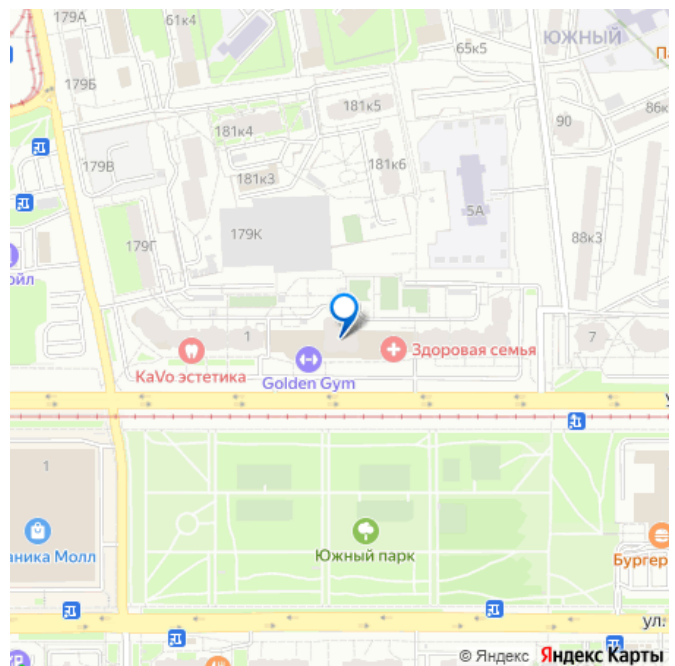 179А
61к4
65к5
ЮЖНЫЙ
179Б
181к5
86к
181к4
90
179В
181к6
181к3
5А
179К
88к3
179Г
ойл
1
7
Здоровая семья
KaVo эстетика
Golden Gym
1
аника Молл
Южный парк
Бургер
ул.
© Яндекс Яндекс Карты